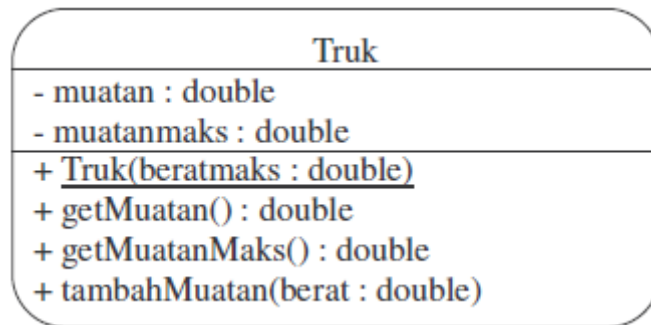 Truk
- muatan : double
- muatanmaks : double
+ Truk(beratmaks : double)
+ getMuatan() : double
+ getMuatanMaks() : double
+ tambahMuatan(berat : double)